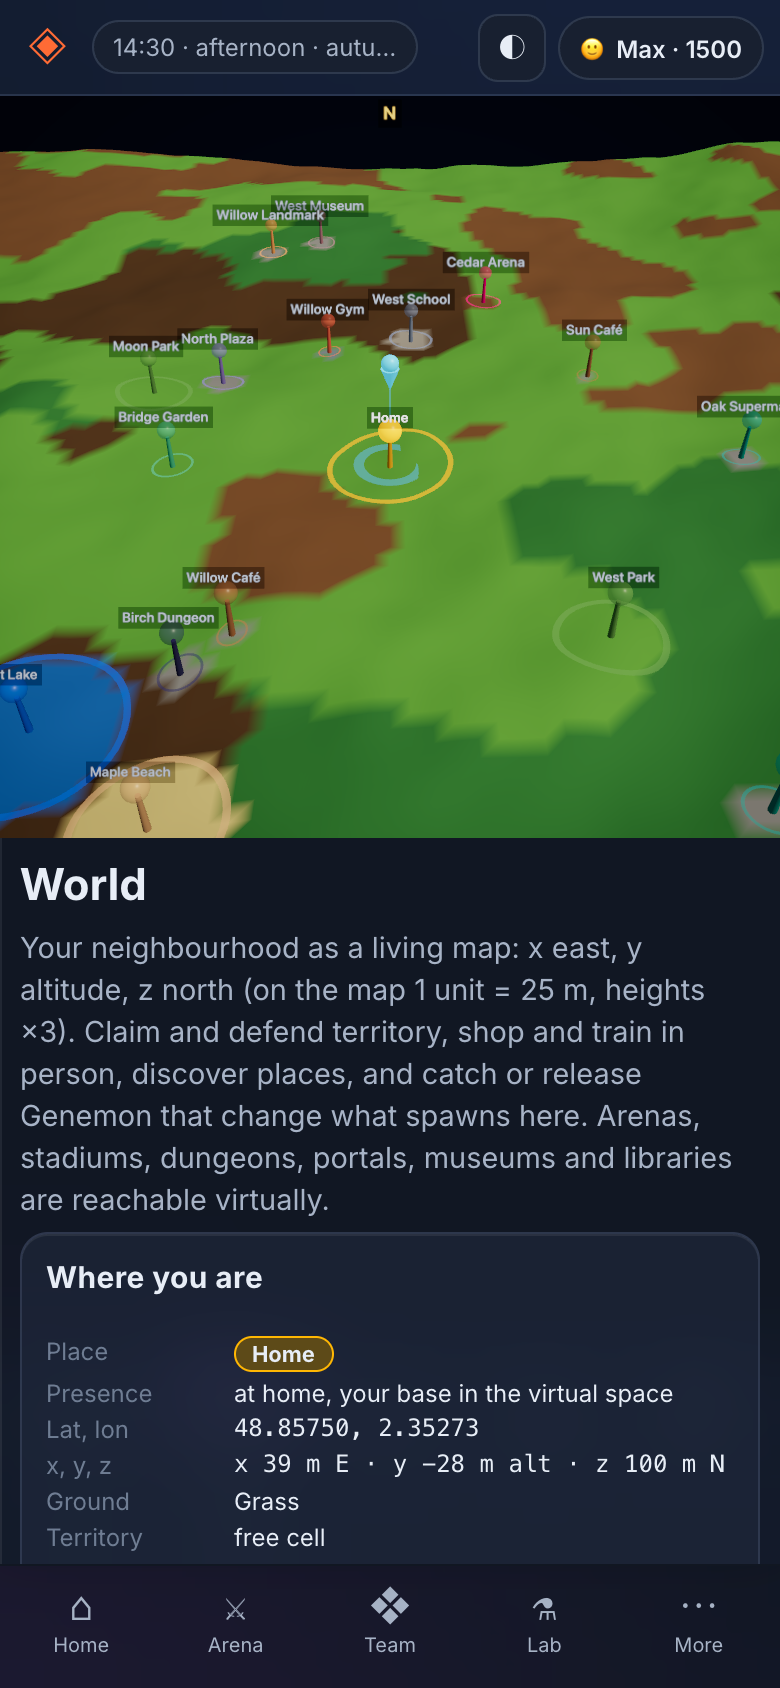 14:30 · afternoon · autu...
Max · 1500
N
West Museum
Willow Landmark
Cedar Arena
West School
Willow Gym
Sun Café
North Plaza
Moon Park
Oak Superma
Bridge Garden
Home
Willow Café
West Park
Birch Dungeon
t Lake
Maple Beach
World
Your neighbourhood as a living map: x east, y
altitude, z north (on the map 1 unit = 25 m, heights
×3). Claim and defend territory, shop and train in
person, discover places, and catch or release
Genemon that change what spawns here. Arenas,
stadiums, dungeons, portals, museums and libraries
are reachable virtually.
Where you are
Place Home
Presence at home, your base in the virtual space
Lat, lon 48.85750, 2.35273
x, y, z x 39 m E · y −28 m alt · z 100 m N
Ground Grass
Territory free cell
Home Arena Team Lab More